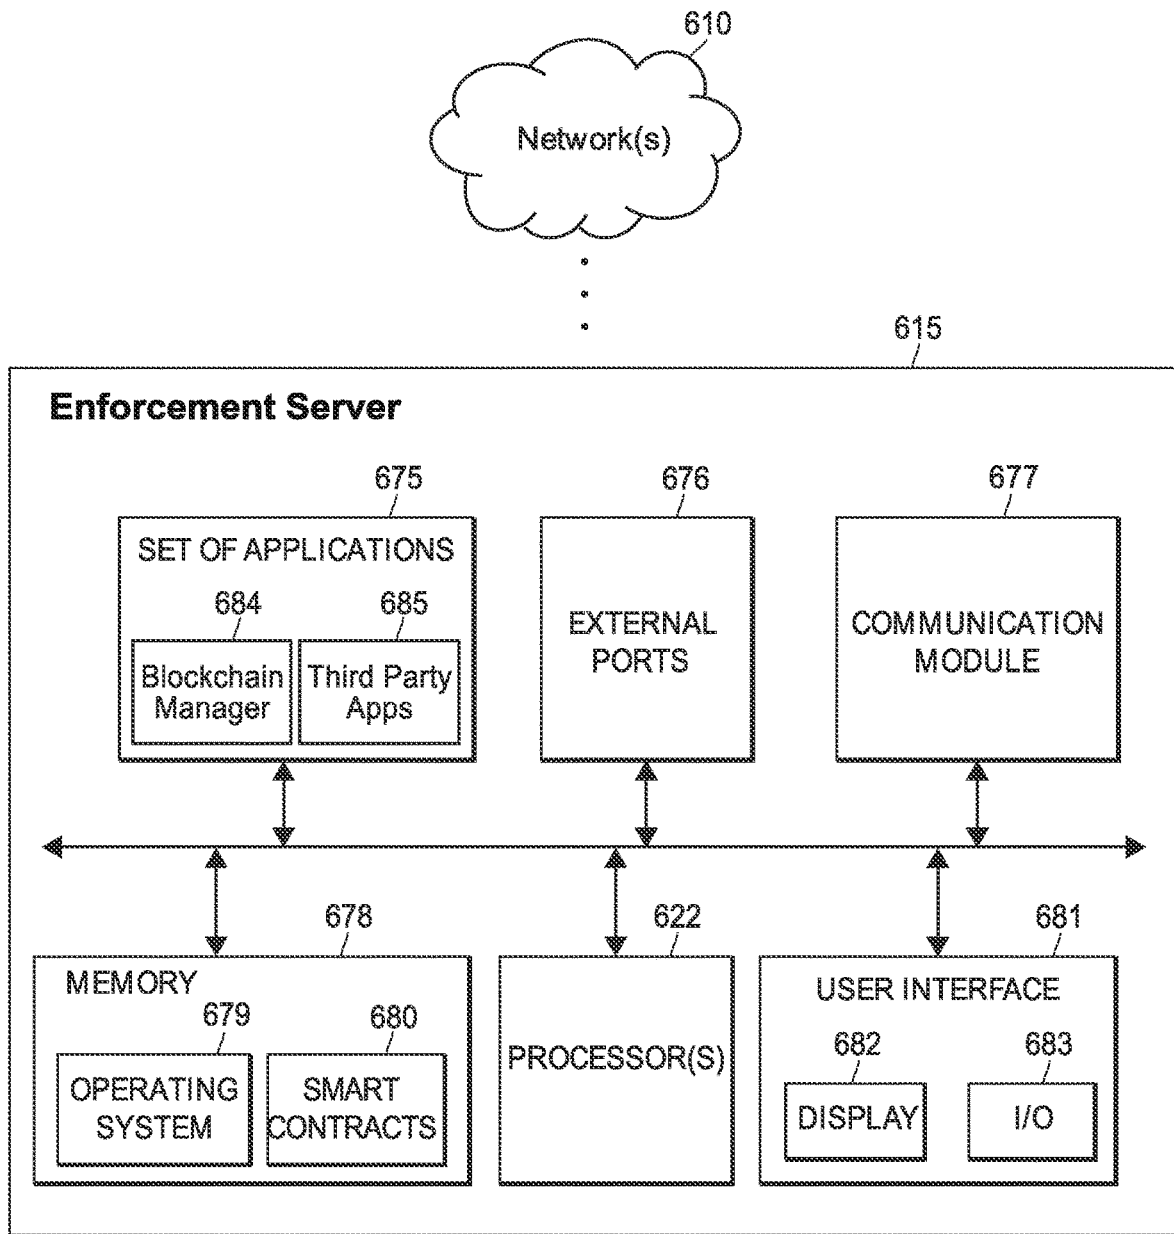 610
Network(s)
615
Enforcement Server
675
676
677
SET OF APPLICATIONS
684
685
Blockchain
Manager
Third Party
Apps
EXTERNAL
PORTS
COMMUNICATION
MODULE
678
622
681
MEMORY
679
680
OPERATING
SYSTEM
SMART
CONTRACTS
PROCESSOR(S)
USER INTERFACE
682
683
DISPLAY
I/O